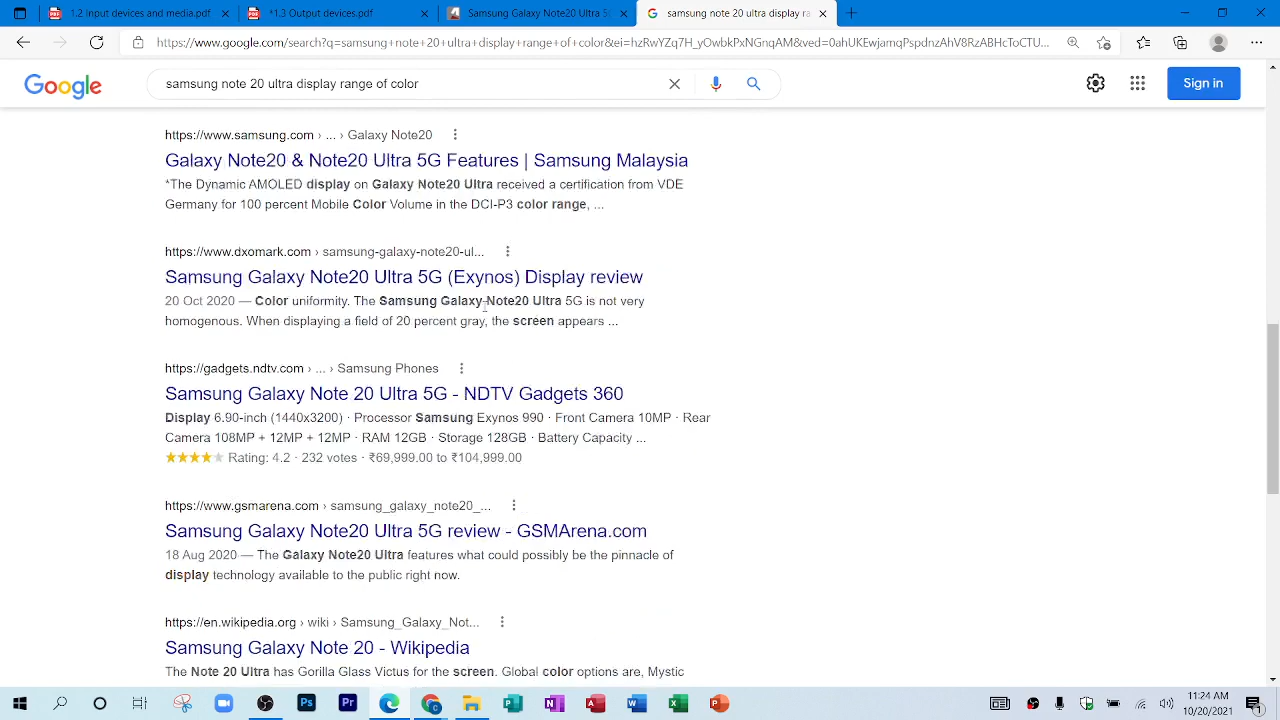 1.2 Input devices and media.pdf
*1.3 Output devices.pdf
Samsung Galaxy Note20 Ultra 5G
samsung note 20 ultra display ra
https://www.google.com/search?q=samsung+note+20+ultra+display+range+of+color&ei=hzRwYZq7H_yOwbkPxNGnqAM&ved=0ahUKEwjamqPspdnzAhV8RzABHcToCTU...
Google
samsung note 20 ultra display range of color
Sign in
https://www.samsung.com › ... › Galaxy Note20
Galaxy Note20 & Note20 Ultra 5G Features | Samsung Malaysia
*The Dynamic AMOLED display on Galaxy Note20 Ultra received a certification from VDE
Germany for 100 percent Mobile Color Volume in the DCI-P3 color range, ...
https://www.dxomark.com › samsung-galaxy-note20-ul...
Samsung Galaxy Note20 Ultra 5G (Exynos) Display review
20 Oct 2020 — Color uniformity. The Samsung Galaxy Note20 Ultra 5G is not very
homogenous. When displaying a field of 20 percent gray, the screen appears ...
https://gadgets.ndtv.com › ... › Samsung Phones
Samsung Galaxy Note 20 Ultra 5G - NDTV Gadgets 360
Display 6.90-inch (1440x3200) · Processor Samsung Exynos 990 · Front Camera 10MP · Rear
Camera 108MP + 12MP + 12MP · RAM 12GB · Storage 128GB · Battery Capacity ...
★★★★★ Rating: 4.2 · 232 votes · ₹69,999.00 to ₹104,999.00
https://www.gsmarena.com › samsung_galaxy_note20_...
Samsung Galaxy Note20 Ultra 5G review - GSMArena.com
18 Aug 2020 — The Galaxy Note20 Ultra features what could possibly be the pinnacle of
display technology available to the public right now.
https://en.wikipedia.org › wiki › Samsung_Galaxy_Not...
Samsung Galaxy Note 20 - Wikipedia
The Note 20 Ultra has Gorilla Glass Victus for the screen. Global color options are, Mystic
11:24 AM
10/20/2021